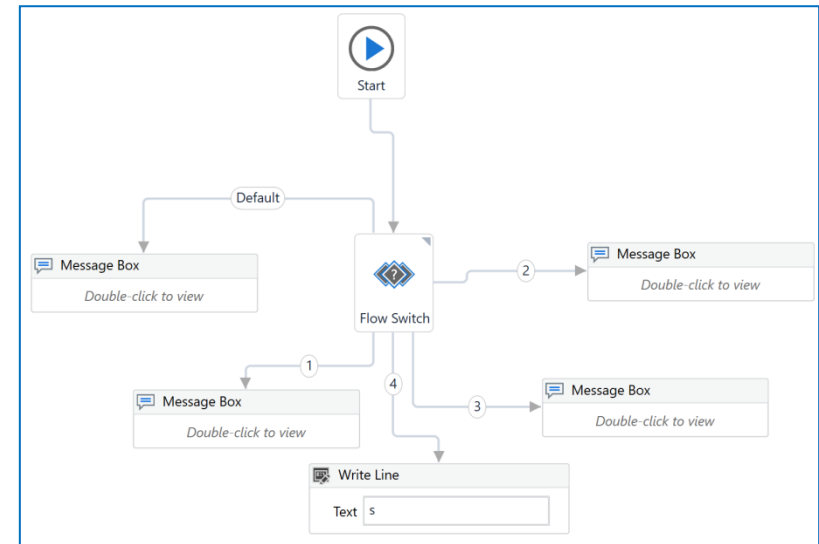 Start
Default
Message Box
Double-click to view
?
Flow Switch
2
Message Box
Double-click to view
1
4
3
Message Box
Double-click to view
Message Box
Double-click to view
Write Line
Text s